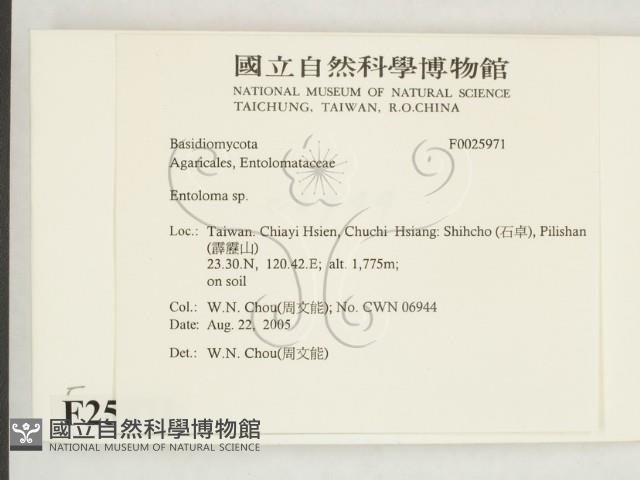 國立自然科學博物館
NATIONAL MUSEUM OF NATURAL SCIENCE
TAICHUNG, TAIWAN, R.O.CHINA
Basidiomycota F0025971
Agaricales, Entolomataceae
Entoloma sp.
Loc.: Taiwan. Chiayi Hsien, Chuchi Hsiang: Shihcho (石卓), Pilishan
(霹靂山)
23.30.N, 120.42.E; alt. 1,775m;
on soil
Col.: W.N. Chou(周文能); No. CWN 06944
Date: Aug. 22, 2005
Det.: W.N. Chou(周文能)
F25
國立自然科學博物館
NATIONAL MUSEUM OF NATURAL SCIENCE